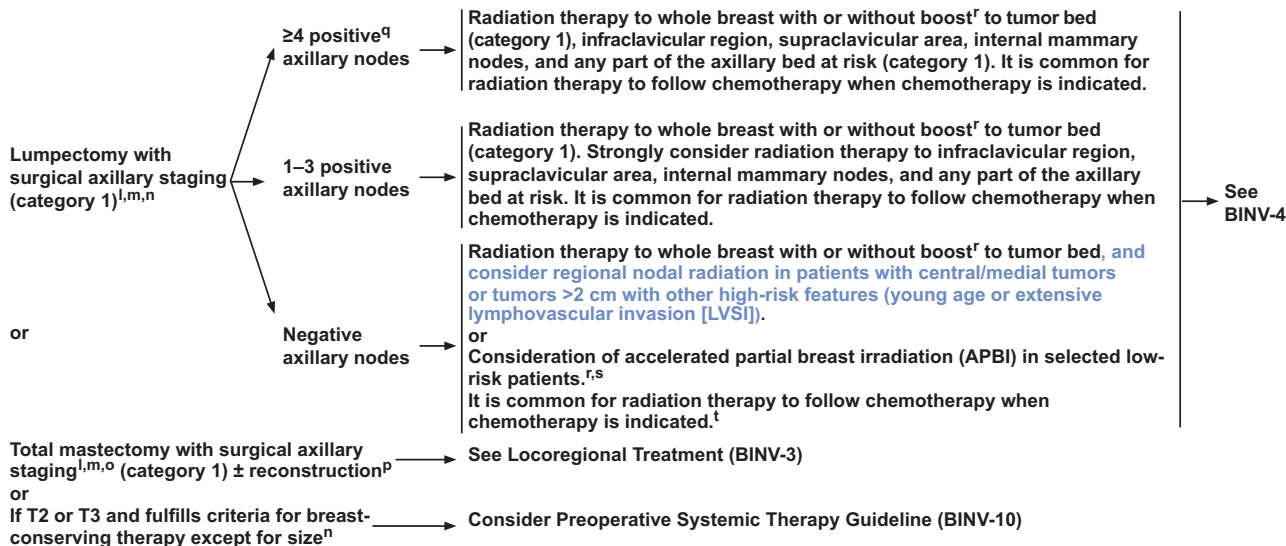 ≥4 positiveq
axillary nodes
Radiation therapy to whole breast with or without boostr to tumor bed
(category 1), infraclavicular region, supraclavicular area, internal mammary
nodes, and any part of the axillary bed at risk (category 1). It is common for
radiation therapy to follow chemotherapy when chemotherapy is indicated.
Lumpectomy with
surgical axillary staging
(category 1)l,m,n
1–3 positive
axillary nodes
Radiation therapy to whole breast with or without boostr to tumor bed
(category 1). Strongly consider radiation therapy to infraclavicular region,
supraclavicular area, internal mammary nodes, and any part of the axillary
bed at risk. It is common for radiation therapy to follow chemotherapy when
chemotherapy is indicated.
See
BINV-4
or
Negative
axillary nodes
Radiation therapy to whole breast with or without boostr to tumor bed, and
consider regional nodal radiation in patients with central/medial tumors
or tumors >2 cm with other high-risk features (young age or extensive
lymphovascular invasion [LVSI]).
or
Consideration of accelerated partial breast irradiation (APBI) in selected low-
risk patients.r,s
It is common for radiation therapy to follow chemotherapy when
chemotherapy is indicated.t
Total mastectomy with surgical axillary
stagingl,m,o (category 1) ± reconstructionp
See Locoregional Treatment (BINV-3)
or
If T2 or T3 and fulfills criteria for breast-
conserving therapy except for sizen
Consider Preoperative Systemic Therapy Guideline (BINV-10)